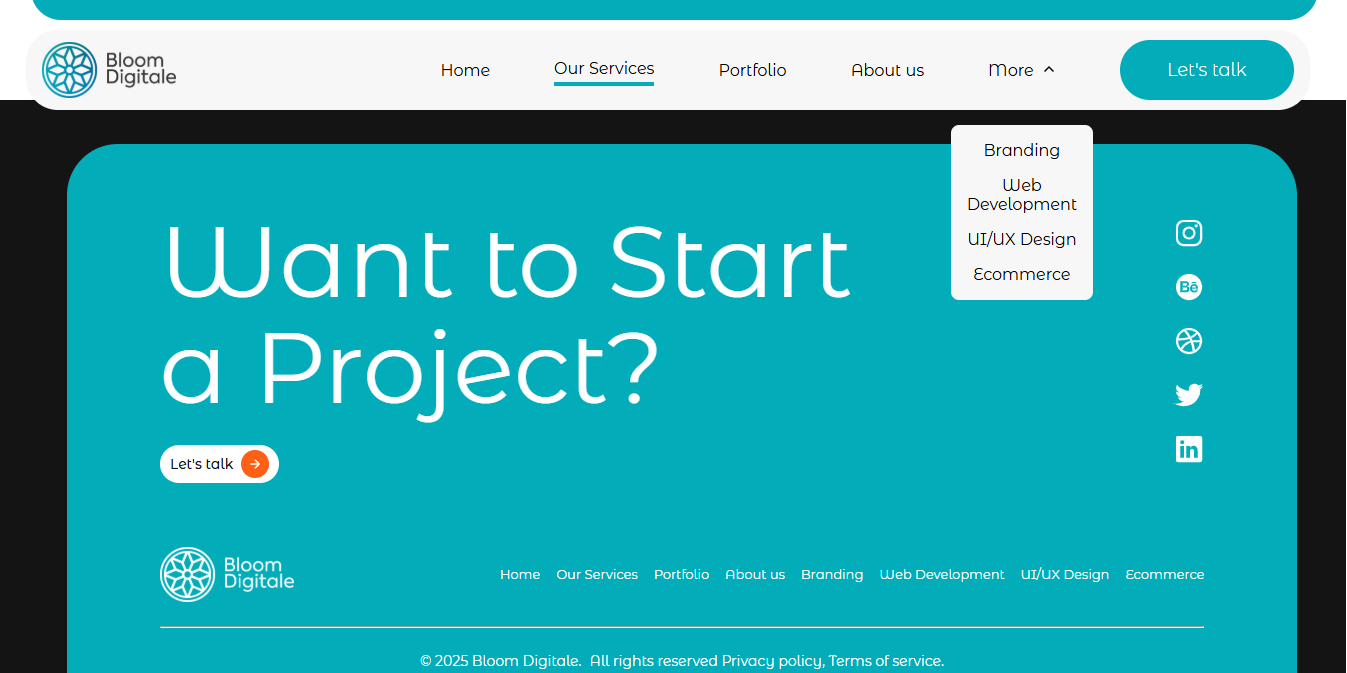 Bloom
Digitale
Home
Our Services
Portfolio
About us
More
Let's talk
Branding
Web
Development
UI/UX Design
Ecommerce
Want to Start
a Project?
Let's talk
Bloom
Digitale
Home Our Services Portfolio About us Branding Web Development UI/UX Design Ecommerce
© 2025 Bloom Digitale. All rights reserved Privacy policy, Terms of service.